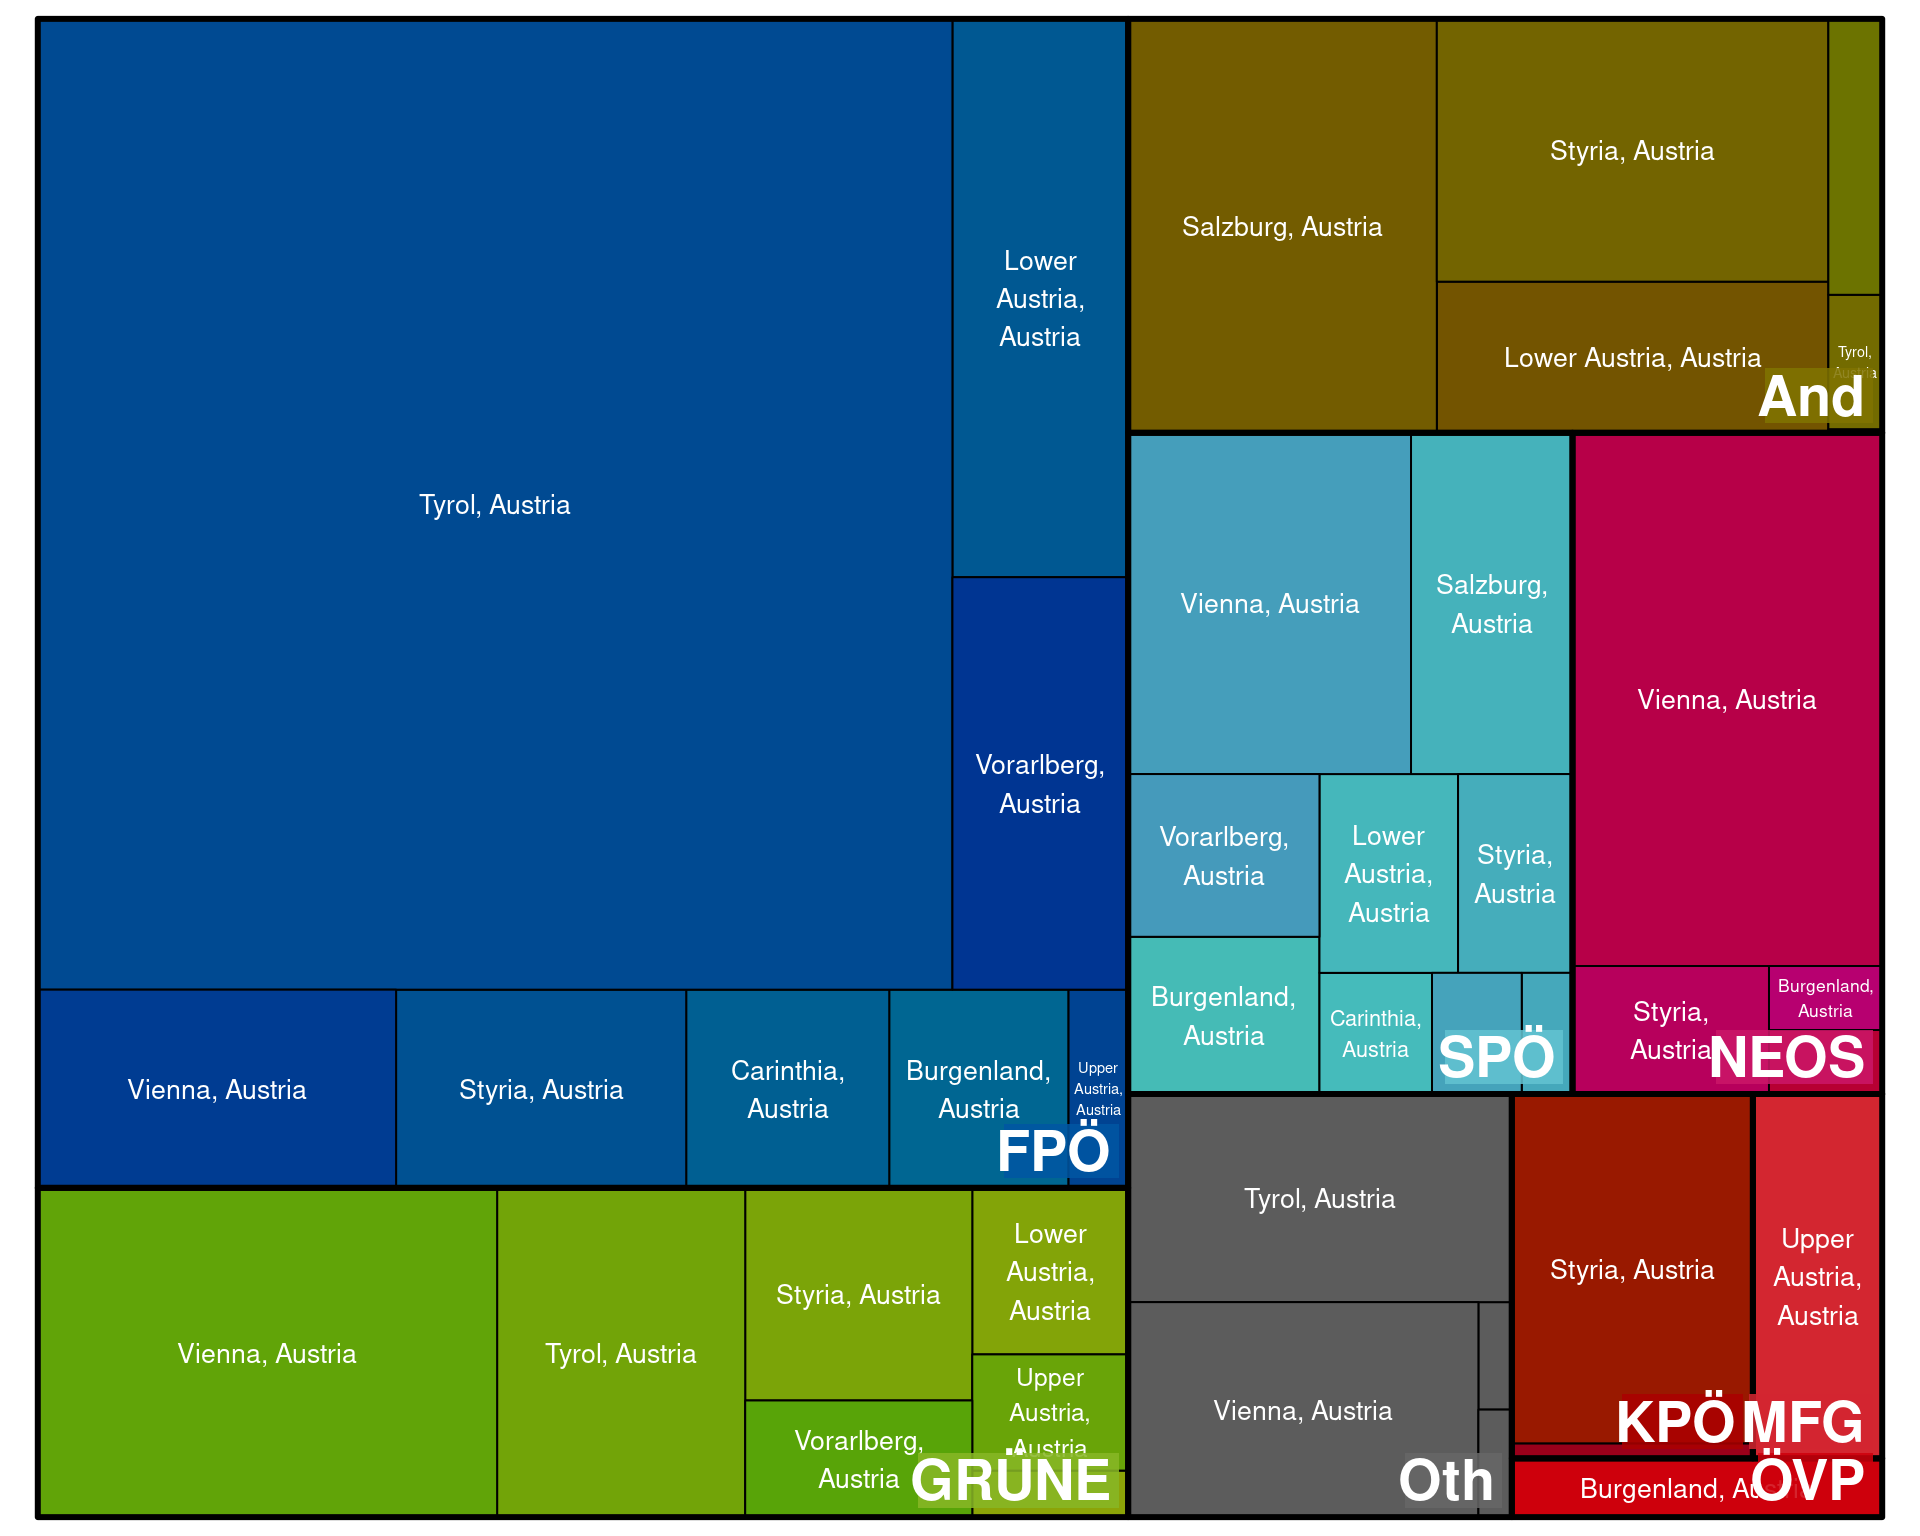 Tyrol, Austria
Lower
Austria,
Austria
Vorarlberg,
Austria
Vienna, Austria
Styria, Austria
Carinthia,
Austria
Burgenland,
Austria
Upper
Austria,
Austria
FPÖ
Vienna, Austria
Tyrol, Austria
Styria, Austria
Vorarlberg,
Austria
Lower
Austria,
Austria
Upper
Austria,
Austria
GRÜNE
Salzburg, Austria
Styria, Austria
Lower Austria, Austria
Tyrol,
Austria
And
Vienna, Austria
Salzburg,
Austria
Vorarlberg,
Austria
Lower
Austria,
Austria
Styria,
Austria
Burgenland,
Austria
Carinthia,
Austria
SPÖ
Vienna, Austria
Styria,
Austria
Burgenland,
Austria
NEOS
Tyrol, Austria
Vienna, Austria
Oth
Styria, Austria
KPÖ
Upper
Austria,
Austria
MFG
Burgenland, Austria
ÖVP